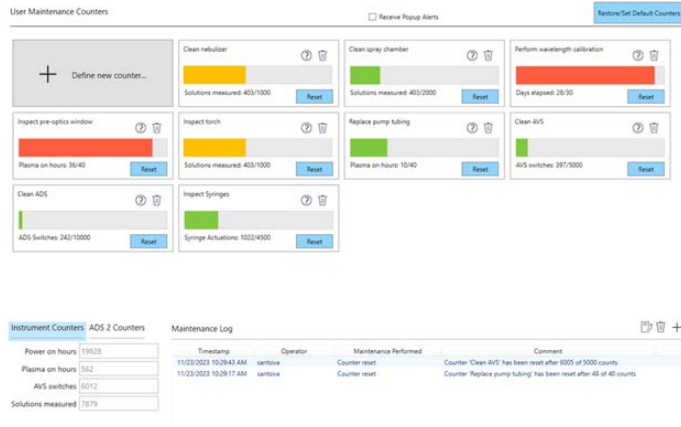 User Maintenance Counters
Receive Popup Alerts
Restore/Set Default Counters
Define new counter...
Clean nebulizer
Solutions measured: 403/1000
Reset
Clean spray chamber
Solutions measured: 403/2000
Reset
Perform wavelength calibration
Days elapsed: 28/30
Reset
Inspect pre-optics window
Plasma on hours: 38/40
Reset
Inspect torch
Solutions measured: 403/1000
Reset
Replace pump tubing
Plasma on hours: 10/40
Reset
Clean AVS
AVS switches: 397/5000
Reset
Clean ADS
ADS Switches: 242/10000
Reset
Inspect Syringes
Syringe Actuations: 1022/4500
Reset
Instrument Counters ADS 2 Counters
Power on hours 19828
Plasma on hours 562
AVS switches 6012
Solutions measured 7879
Maintenance Log
Timestamp Operator Maintenance Performed Comment
11/23/2023 10:29:43 AM santsiva Counter reset Counter 'Clean AVS' has been reset after 6005 of 5000 counts
11/23/2023 10:29:17 AM santsiva Counter reset Counter 'Replace pump tubing' has been reset after 48 of 40 counts